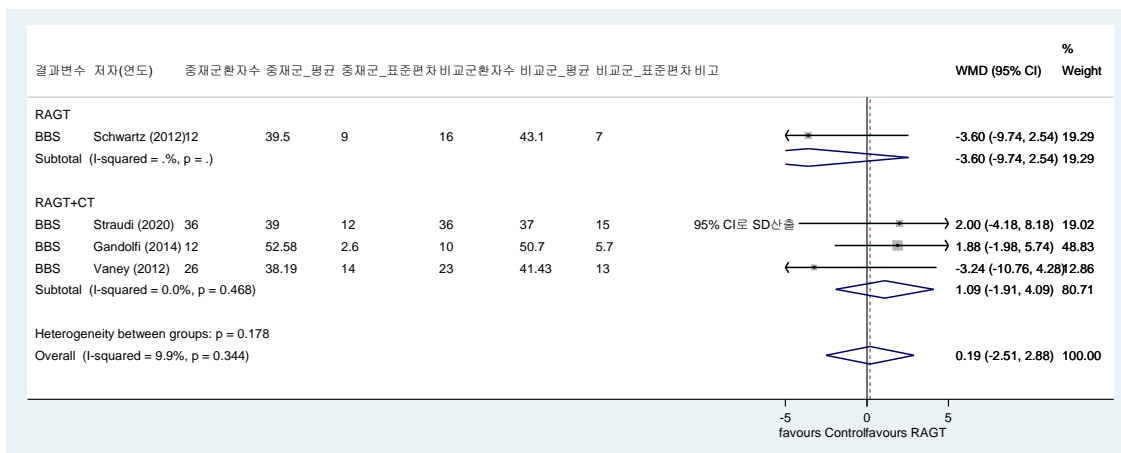 %
결과변수 저자(연도) 중재군환자수 중재군_평균 중재군_표준편차 비교군환자수 비교군_평균 비교군_표준편차 비고 WMD (95% CI) Weight
RAGT
BBS Schwartz (2012) 12 39.5 9 16 43.1 7 -3.60 (-9.74, 2.54) 19.29
Subtotal (I-squared = .%, p = .) -3.60 (-9.74, 2.54) 19.29
RAGT+CT
BBS Straudi (2020) 36 39 12 36 37 15 95% CI로 SD산출 2.00 (-4.18, 8.18) 19.02
BBS Gandolfi (2014) 12 52.58 2.6 10 50.7 5.7 1.88 (-1.98, 5.74) 48.83
BBS Vaney (2012) 26 38.19 14 23 41.43 13 -3.24 (-10.76, 4.28) 12.86
Subtotal (I-squared = 0.0%, p = 0.468) 1.09 (-1.91, 4.09) 80.71
Heterogeneity between groups: p = 0.178
Overall (I-squared = 9.9%, p = 0.344) 0.19 (-2.51, 2.88) 100.00
-5 0 5
favours Control favours RAGT